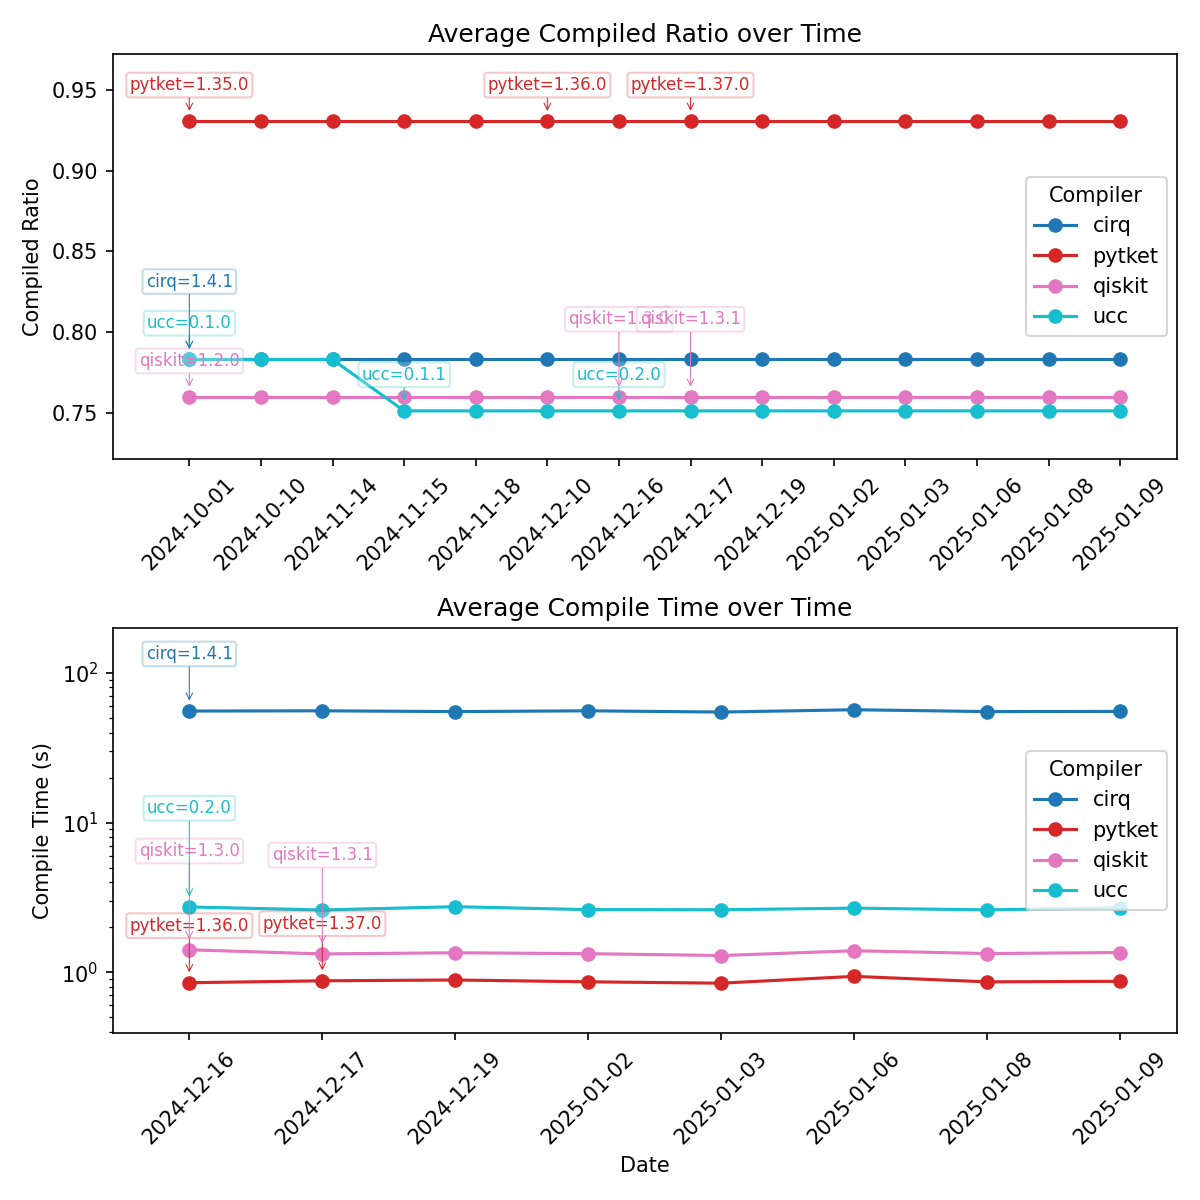 Average Compiled Ratio over Time
Compiled Ratio
0.95
0.90
0.85
0.80
0.75
pytket=1.35.0
pytket=1.36.0
pytket=1.37.0
cirq=1.4.1
ucc=0.1.0
qiskit=1.2.0
ucc=0.1.1
qiskit=1.3.0
qiskit=1.3.1
ucc=0.2.0
Compiler
cirq
pytket
qiskit
ucc
2024-10-01
2024-10-10
2024-11-14
2024-11-15
2024-11-18
2024-12-10
2024-12-16
2024-12-17
2024-12-19
2025-01-02
2025-01-03
2025-01-06
2025-01-08
2025-01-09
Average Compile Time over Time
Compile Time (s)
10²
10¹
10⁰
cirq=1.4.1
ucc=0.2.0
qiskit=1.3.0
qiskit=1.3.1
pytket=1.36.0
pytket=1.37.0
Compiler
cirq
pytket
qiskit
ucc
2024-12-16
2024-12-17
2024-12-19
2025-01-02
2025-01-03
2025-01-06
2025-01-08
2025-01-09
Date